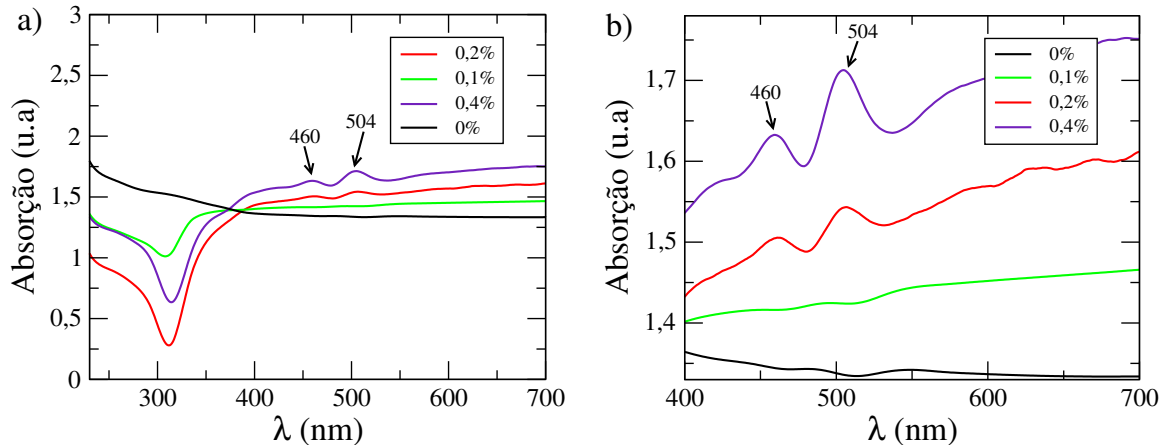 a)
3
2,5
2
1,5
1
0,5
0
Absorção (u.a)
300 400 500 600 700
λ (nm)
460
504
0,2%
0,1%
0,4%
0%
b)
1,7
1,6
1,5
1,4
Absorção (u.a)
400 500 600 700
λ (nm)
460
504
0%
0,1%
0,2%
0,4%